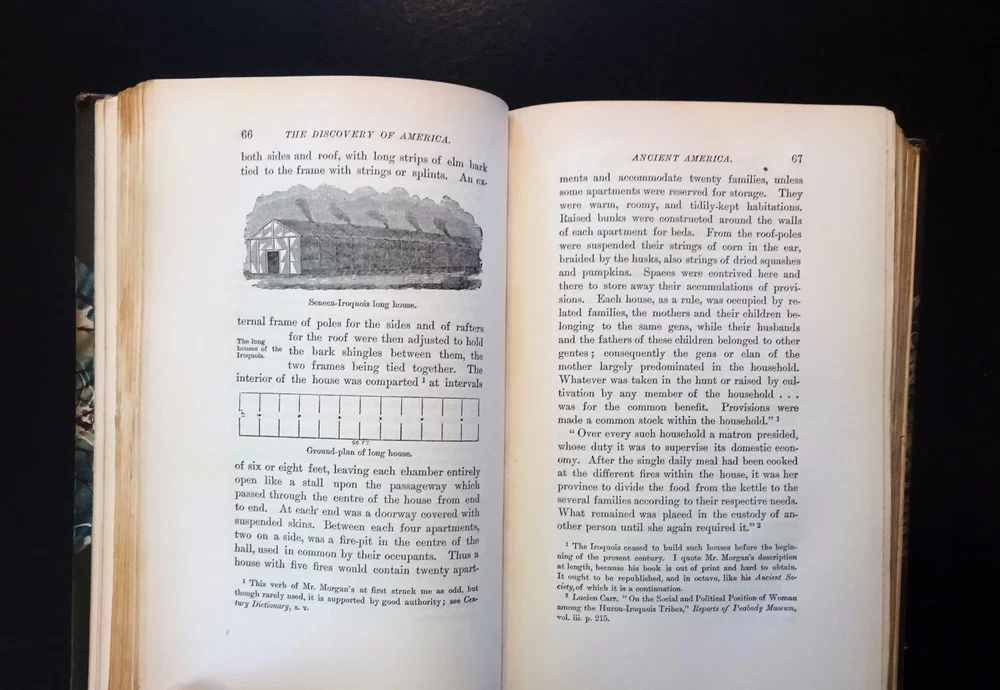 66 THE DISCOVERY OF AMERICA.
both sides and roof, with long strips of elm bark
tied to the frame with strings or splints. An ex-
Seneca-Iroquois long house.
ternal frame of poles for the sides and of rafters
The long
houses of the
Iroquois.
for the roof were then adjusted to hold
the bark shingles between them, the
two frames being tied together. The
interior of the house was comparted ¹ at intervals
96 FT.
Ground-plan of long house.
of six or eight feet, leaving each chamber entirely
open like a stall upon the passageway which
passed through the centre of the house from end
to end. At each end was a doorway covered with
suspended skins. Between each four apartments,
two on a side, was a fire-pit in the centre of the
hall, used in common by their occupants. Thus a
house with five fires would contain twenty apart-
¹ This verb of Mr. Morgan's at first struck me as odd, but
though rarely used, it is supported by good authority; see Cen-
tury Dictionary, s. v.
ANCIENT AMERICA. 67
ments and accommodate twenty families, unless
some apartments were reserved for storage. They
were warm, roomy, and tidily-kept habitations.
Raised bunks were constructed around the walls
of each apartment for beds. From the roof-poles
were suspended their strings of corn in the ear,
braided by the husks, also strings of dried squashes
and pumpkins. Spaces were contrived here and
there to store away their accumulations of provi-
sions. Each house, as a rule, was occupied by re-
lated families, the mothers and their children be-
longing to the same gens, while their husbands
and the fathers of these children belonged to other
gentes; consequently the gens or clan of the
mother largely predominated in the household.
Whatever was taken in the hunt or raised by cul-
tivation by any member of the household . . .
was for the common benefit. Provisions were
made a common stock within the household." ¹
" Over every such household a matron presided,
whose duty it was to supervise its domestic econ-
omy. After the single daily meal had been cooked
at the different fires within the house, it was her
province to divide the food from the kettle to the
several families according to their respective needs.
What remained was placed in the custody of an-
other person until she again required it." ²
¹ The Iroquois ceased to build such houses before the begin-
ning of the present century. I quote Mr. Morgan's description
at length, because his book is out of print and hard to obtain.
It ought to be republished, and in octavo, like his Ancient So-
ciety, of which it is a continuation.
² Lucien Carr, " On the Social and Political Position of Woman
among the Huron-Iroquois Tribes," Reports of Peabody Museum,
vol. iii. p. 215.